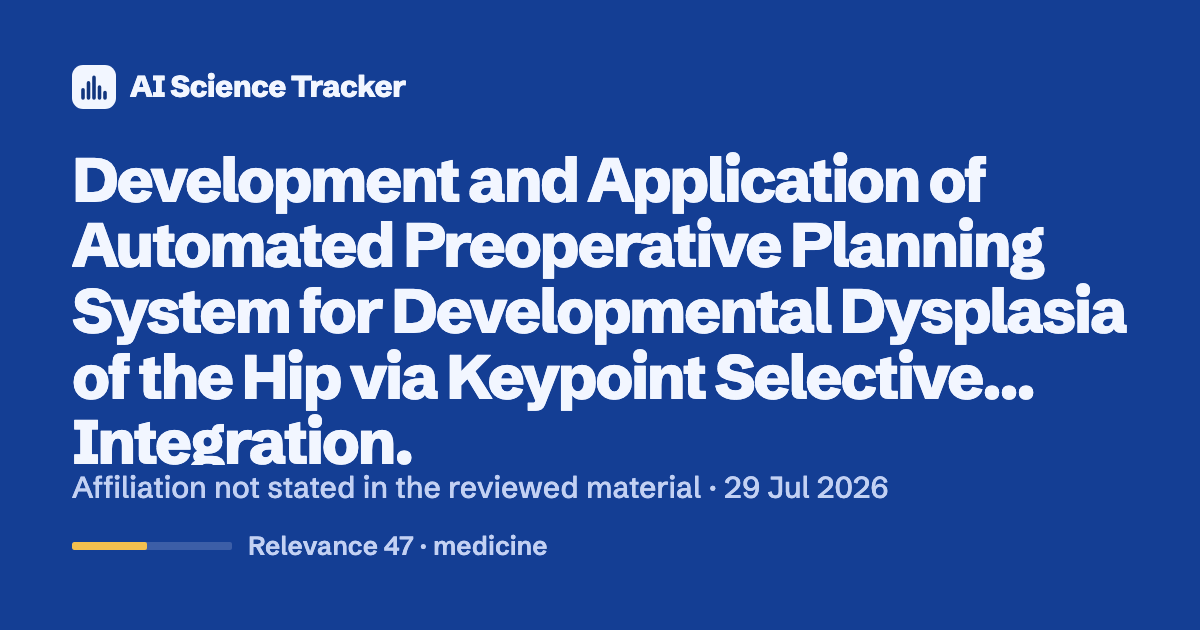 AI Science Tracker
Development and Application of
Automated Preoperative Planning
System for Developmental Dysplasia
of the Hip via Keypoint Selective...
Integration.
Affiliation not stated in the reviewed material · 29 Jul 2026
Relevance 47 · medicine